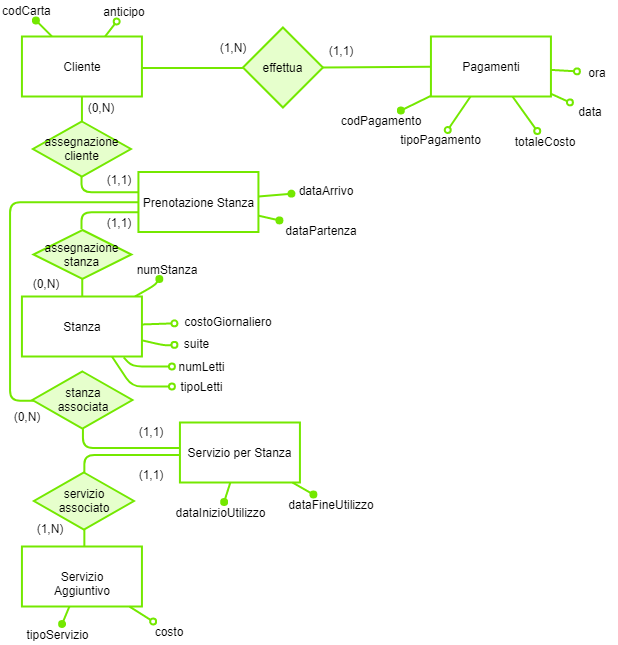 codCarta
anticipo
Cliente
(1,N)
effettua
(1,1)
Pagamenti
ora
data
codPagamento
tipoPagamento
totaleCosto
(0,N)
assegnazione
cliente
(1,1)
Prenotazione Stanza
dataArrivo
dataPartenza
(1,1)
assegnazione
stanza
(0,N)
numStanza
Stanza
costoGiornaliero
suite
numLetti
tipoLetti
stanza
associata
(0,N)
(1,1)
Servizio per Stanza
(1,1)
dataInizioUtilizzo
dataFineUtilizzo
servizio
associato
(1,N)
Servizio
Aggiuntivo
tipoServizio
costo